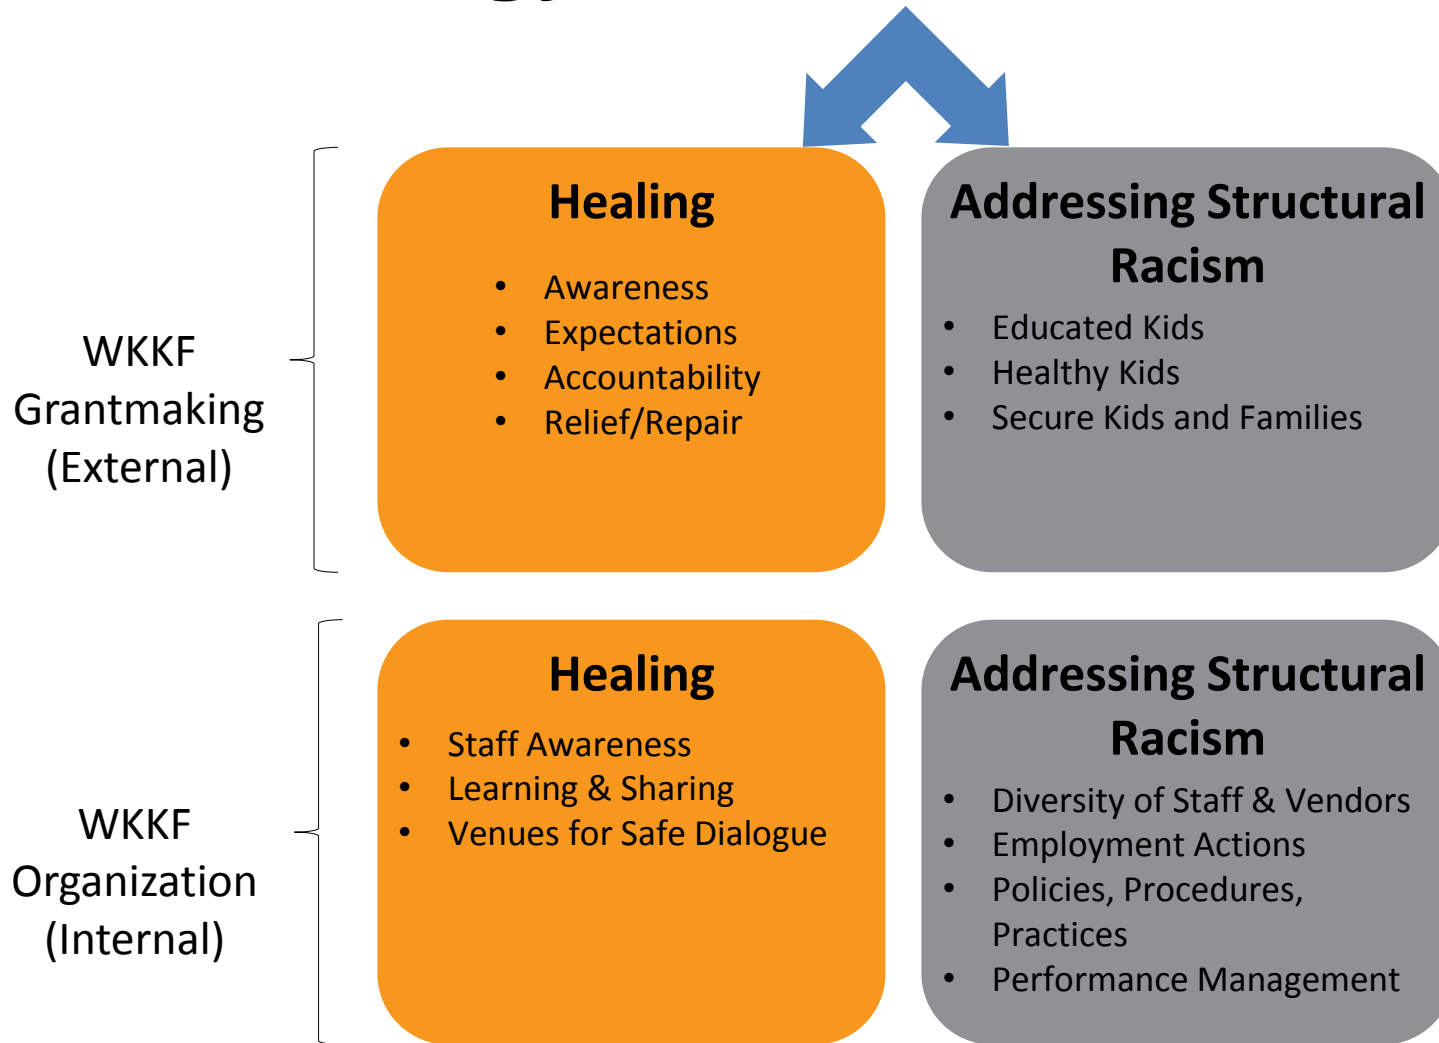 WKKF
Grantmaking
(External)
Healing
• Awareness
• Expectations
• Accountability
• Relief/Repair
Addressing Structural
Racism
• Educated Kids
• Healthy Kids
• Secure Kids and Families
WKKF
Organization
(Internal)
Healing
• Staff Awareness
• Learning & Sharing
• Venues for Safe Dialogue
Addressing Structural
Racism
• Diversity of Staff & Vendors
• Employment Actions
• Policies, Procedures,
Practices
• Performance Management